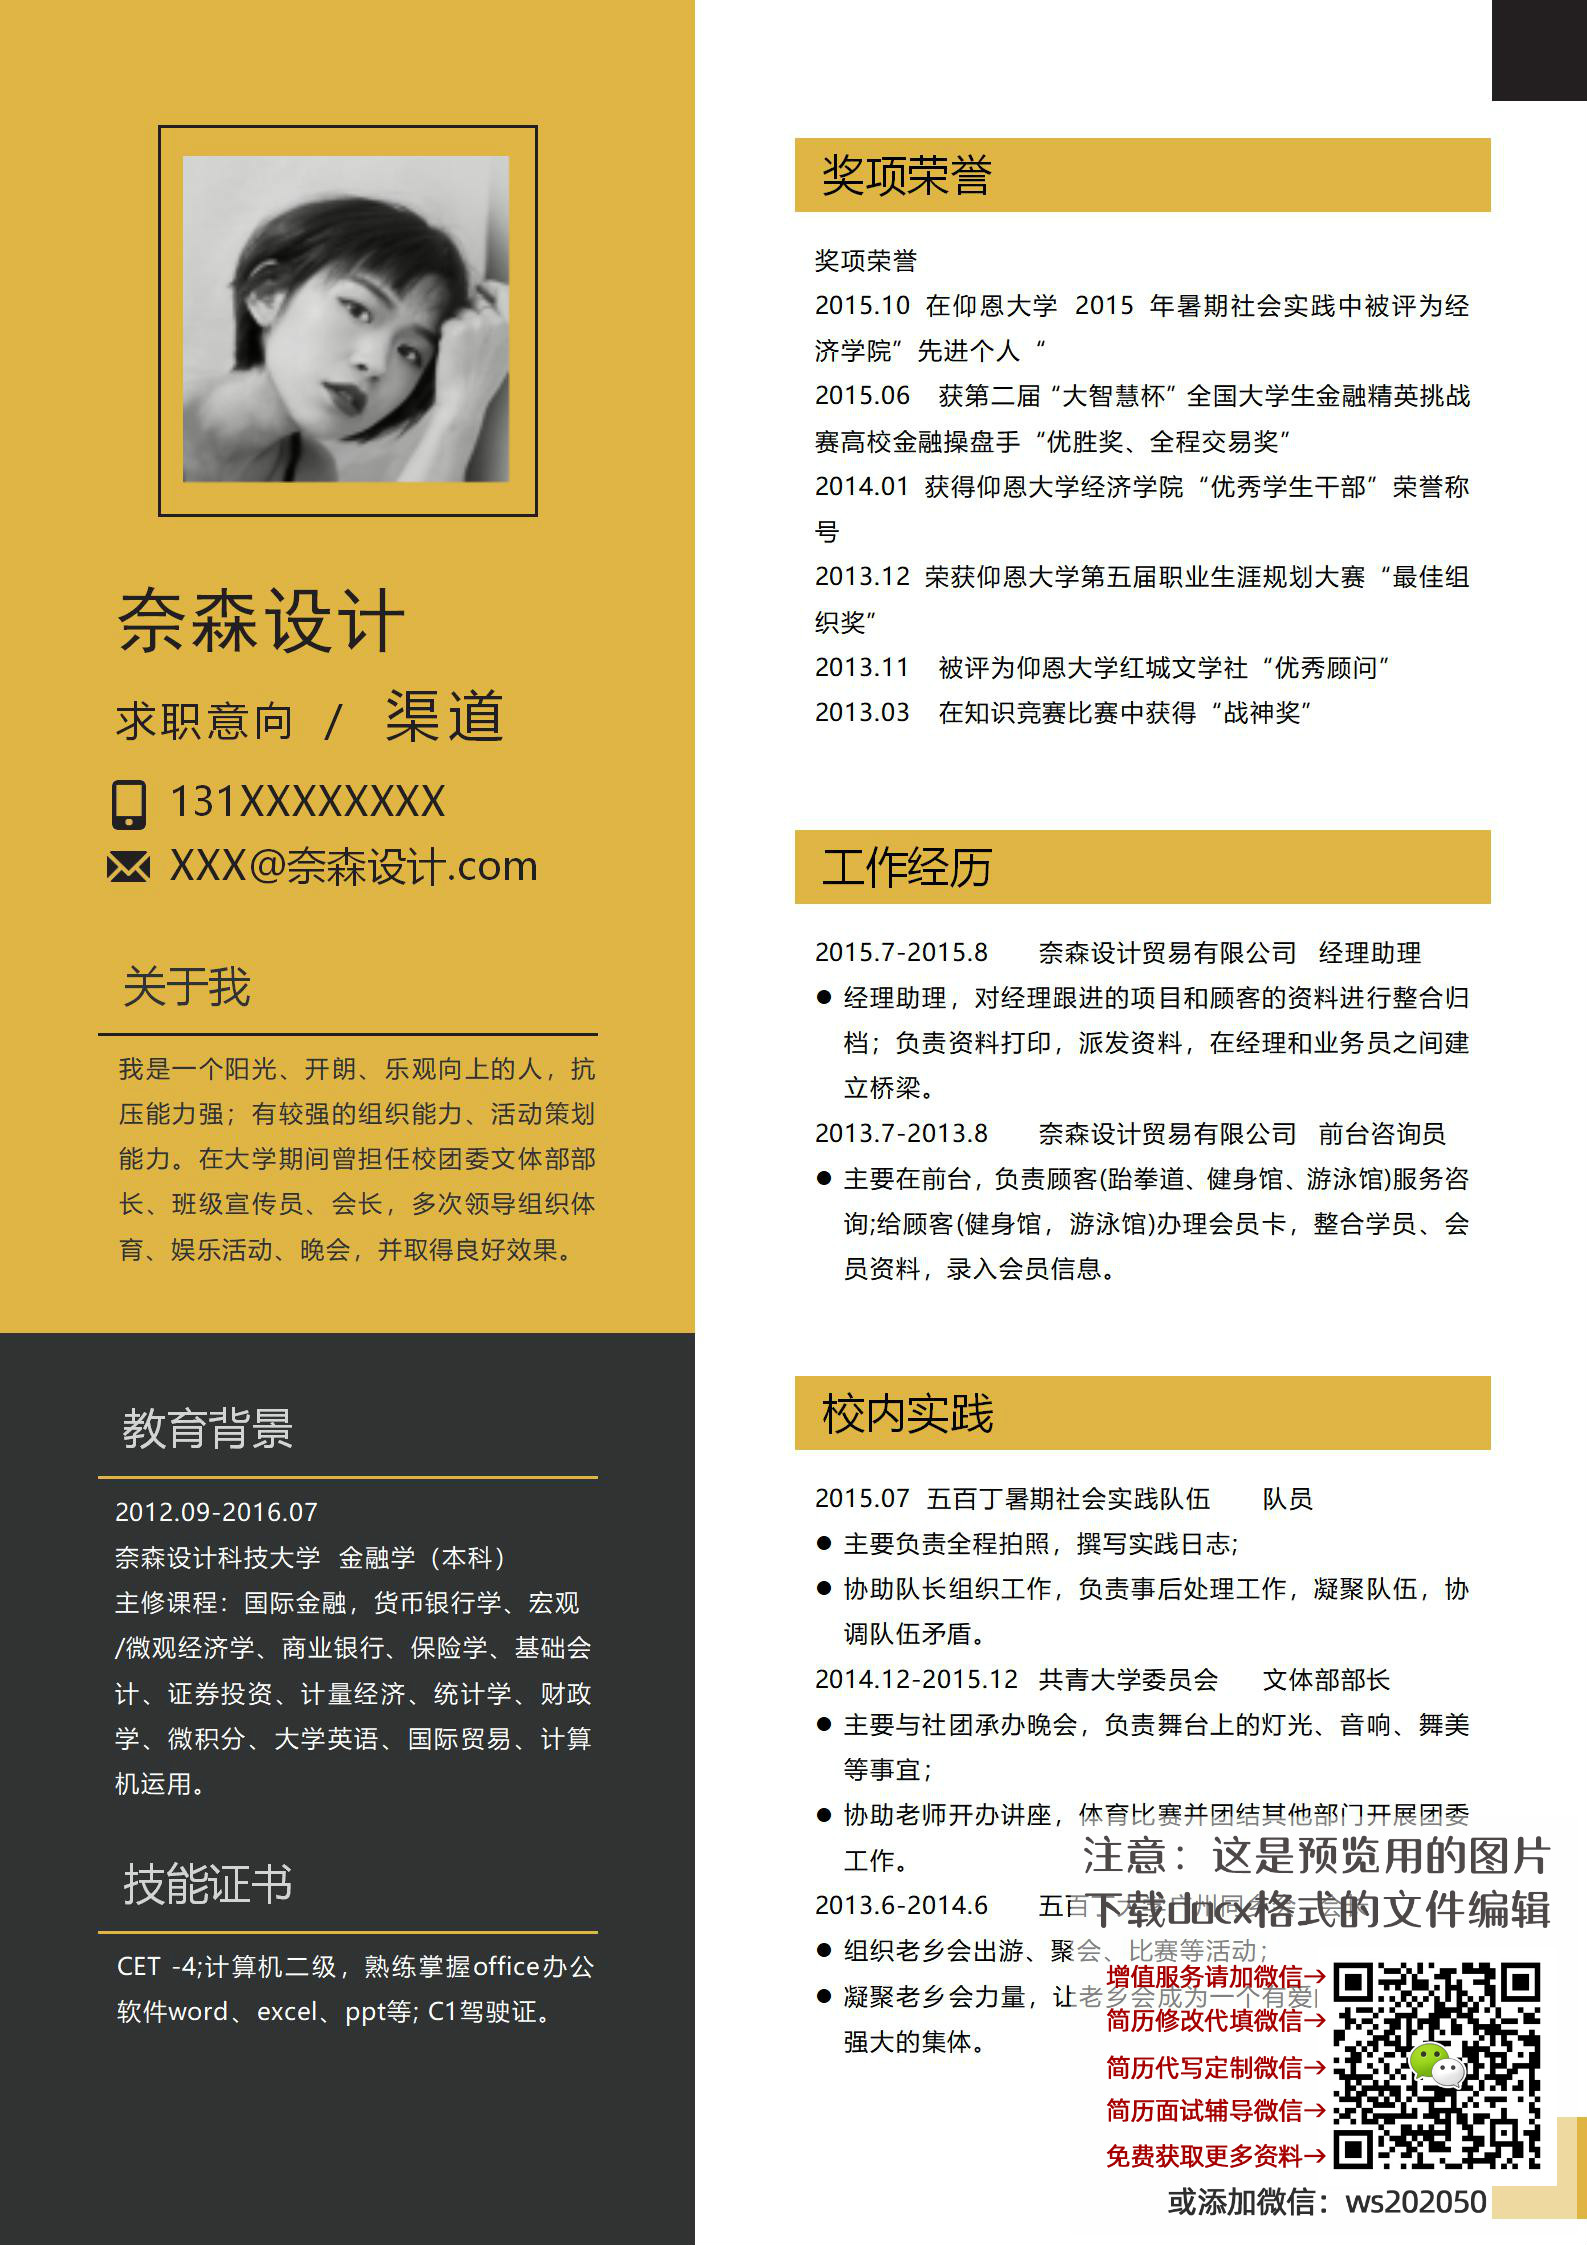 奈森设计
求职意向 / 渠道
131XXXXXXXX
XXX@奈森设计.com
关于我
我是一个阳光、开朗、乐观向上的人，抗
压能力强；有较强的组织能力、活动策划
能力。在大学期间曾担任校团委文体部部
长、班级宣传员、会长，多次领导组织体
育、娱乐活动、晚会，并取得良好效果。
教育背景
2012.09-2016.07
奈森设计科技大学 金融学（本科）
主修课程：国际金融，货币银行学、宏观
/微观经济学、商业银行、保险学、基础会
计、证券投资、计量经济、统计学、财政
学、微积分、大学英语、国际贸易、计算
机运用。
技能证书
CET -4;计算机二级，熟练掌握office办公
软件word、excel、ppt等; C1驾驶证。
奖项荣誉
奖项荣誉
2015.10 在仰恩大学 2015 年暑期社会实践中被评为经
济学院”先进个人“
2015.06 获第二届“大智慧杯”全国大学生金融精英挑战
赛高校金融操盘手“优胜奖、全程交易奖”
2014.01 获得仰恩大学经济学院“优秀学生干部”荣誉称
号
2013.12 荣获仰恩大学第五届职业生涯规划大赛“最佳组
织奖”
2013.11 被评为仰恩大学红城文学社“优秀顾问”
2013.03 在知识竞赛比赛中获得“战神奖”
工作经历
2015.7-2015.8 奈森设计贸易有限公司 经理助理
● 经理助理，对经理跟进的项目和顾客的资料进行整合归
档；负责资料打印，派发资料，在经理和业务员之间建
立桥梁。
2013.7-2013.8 奈森设计贸易有限公司 前台咨询员
● 主要在前台，负责顾客(跆拳道、健身馆、游泳馆)服务咨
询;给顾客(健身馆，游泳馆)办理会员卡，整合学员、会
员资料，录入会员信息。
校内实践
2015.07 五百丁暑期社会实践队伍 队员
● 主要负责全程拍照，撰写实践日志;
● 协助队长组织工作，负责事后处理工作，凝聚队伍，协
调队伍矛盾。
2014.12-2015.12 共青大学委员会 文体部部长
● 主要与社团承办晚会，负责舞台上的灯光、音响、舞美
等事宜；
● 协助老师开办讲座，体育比赛并团结其他部门开展团委
工作。
2013.6-2014.6 五百丁大学广州同乡会 会长
● 组织老乡会出游、聚会、比赛等活动；
● 凝聚老乡会力量，让老乡会成为一个有爱
强大的集体。
注意：这是预览用的图片
下载docx格式的文件编辑
增值服务请加微信→
简历修改代填微信→
简历代写定制微信→
简历面试辅导微信→
免费获取更多资料→
或添加微信：ws202050